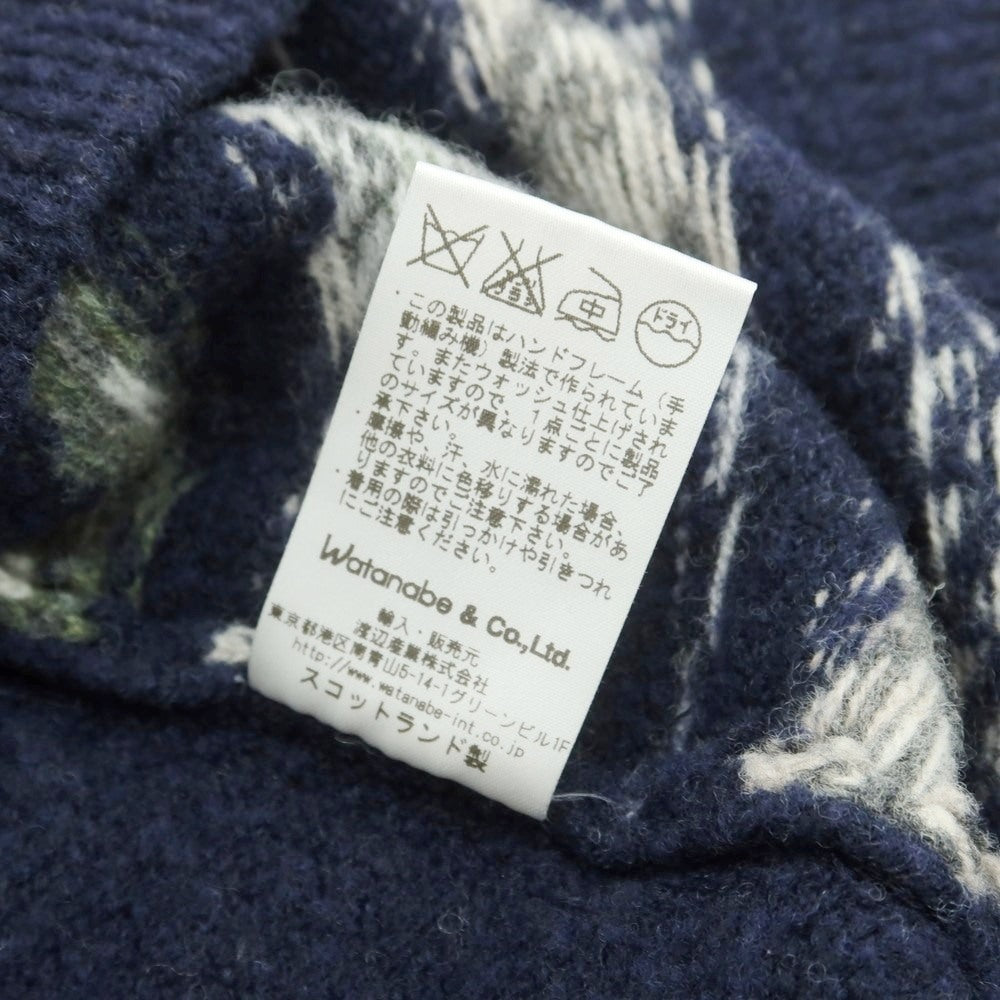 エンソ
サラシ
中
ドライ
・この製品はハンドフレーム（手
動編み機）製法で作られていま
す。またウォッシュ仕上げされ
ていますので、1点ごとに製品
のサイズが異なりますのでご了
承下さい。
・摩擦や、汗、水に濡れた場合、
他の衣料に色移りする場合があ
りますのでご注意下さい。
・着用の際は引っかけや引きつれ
にご注意ください。
Watanabe & Co.,Ltd.
輸入・販売元
渡辺産業株式会社
東京都港区南青山5-14-1グリーンビル1F
http://www.watanabe-int.co.jp
スコットランド製